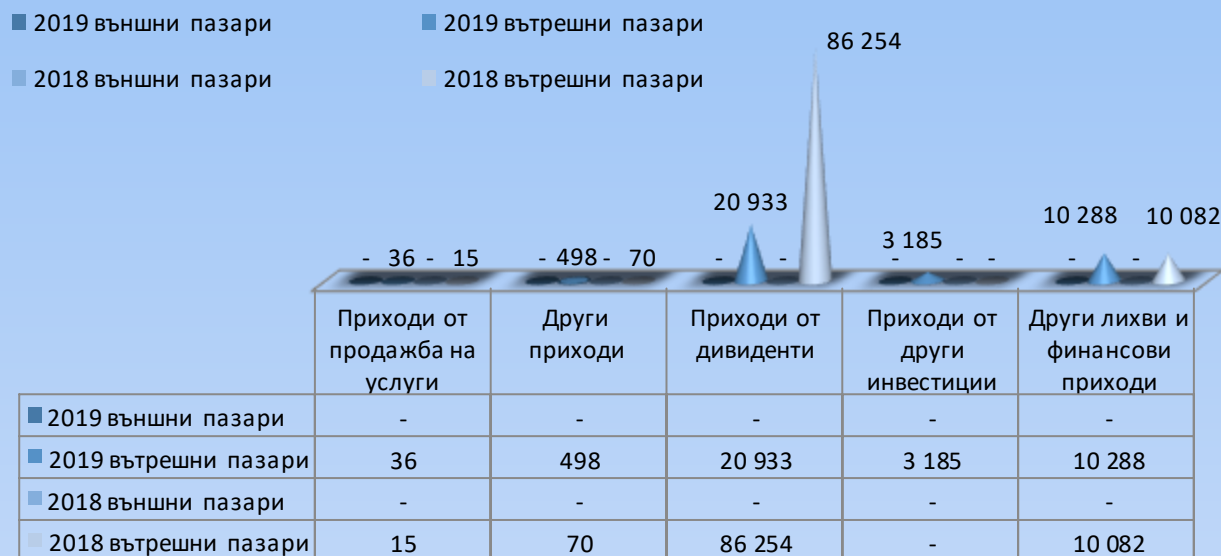 2019 външни пазари 2019 вътрешни пазари
2018 външни пазари 2018 вътрешни пазари
86 254
20 933
10 288 10 082
3 185
- 36 - 15 - 498 - 70 - - - - - - -
Приходи от продажба на услуги
Други приходи
Приходи от дивиденти
Приходи от други инвестиции
Други лихви и финансови приходи
2019 външни пазари - - - - -
2019 вътрешни пазари 36 498 20 933 3 185 10 288
2018 външни пазари - - - - -
2018 вътрешни пазари 15 70 86 254 - 10 082